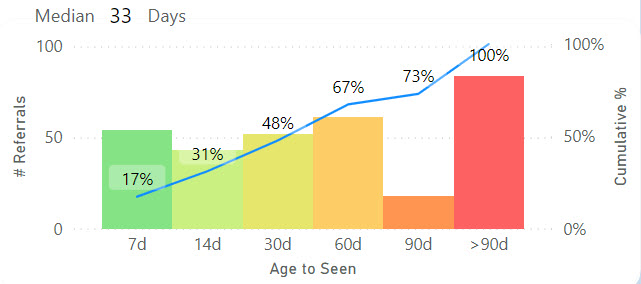 Median 33 Days
100
100%
100%
73%
67%
# Referrals
50
48%
50%
Cumulative %
31%
17%
0
0%
7d 14d 30d 60d 90d >90d
Age to Seen